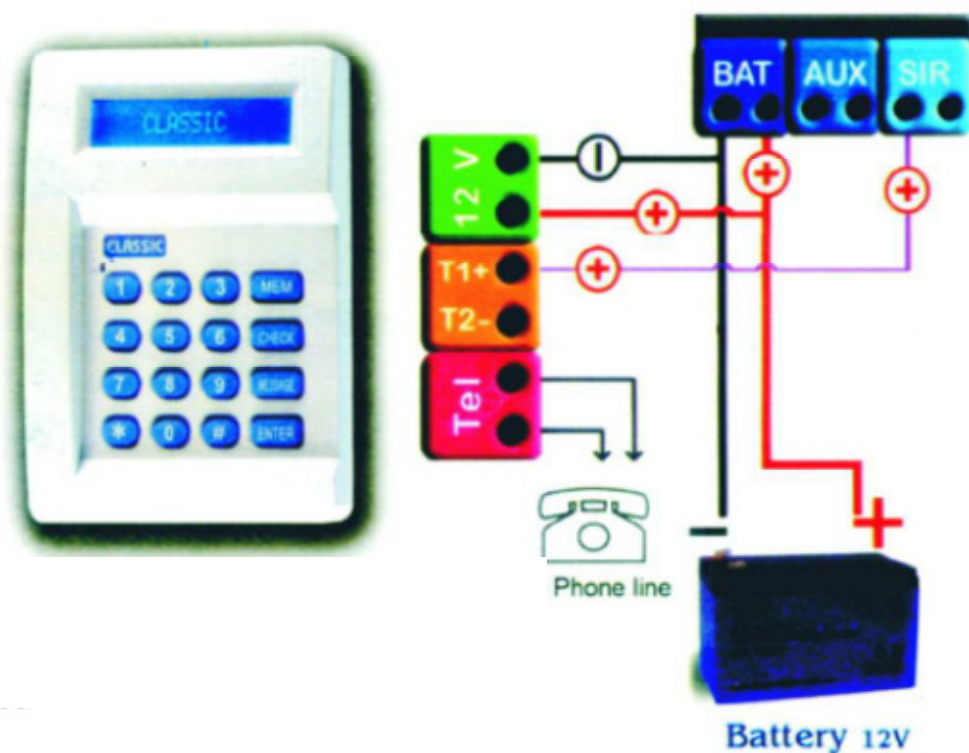 CLASSIC
CLASSIC
1 2 3 MEM
4 5 6 CHECK
7 8 9 MESSAGE
* 0 # ENTER
BAT AUX SIR
12 V
T1+
T2-
Tel
Phone line
Battery 12V